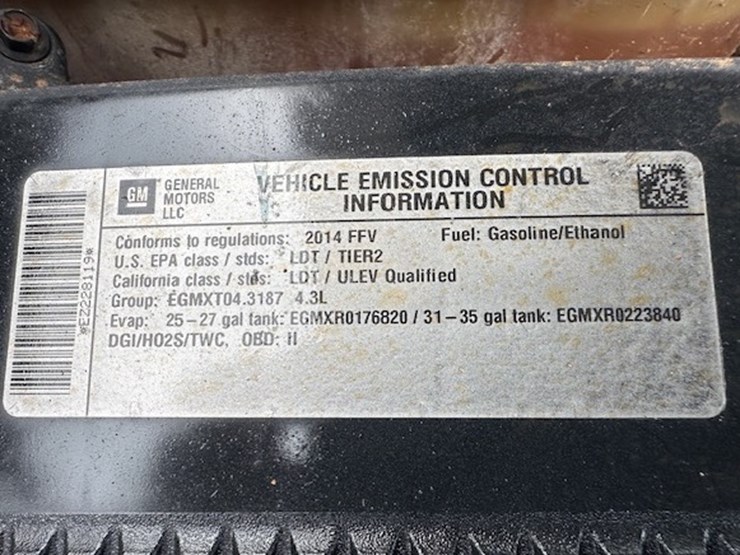 GM GENERAL MOTORS LLC
VEHICLE EMISSION CONTROL
INFORMATION
Conforms to regulations: 2014 FFV Fuel: Gasoline/Ethanol
U.S. EPA class / stds: LDT / TIER2
California class / stds: LDT / ULEV Qualified
Group: EGMXT04.3187 4.3L
Evap: 25-27 gal tank: EGMXR0176820 / 31-35 gal tank: EGMXR0223840
DGI/HO2S/TWC, OBD: II
*EZ2228119*